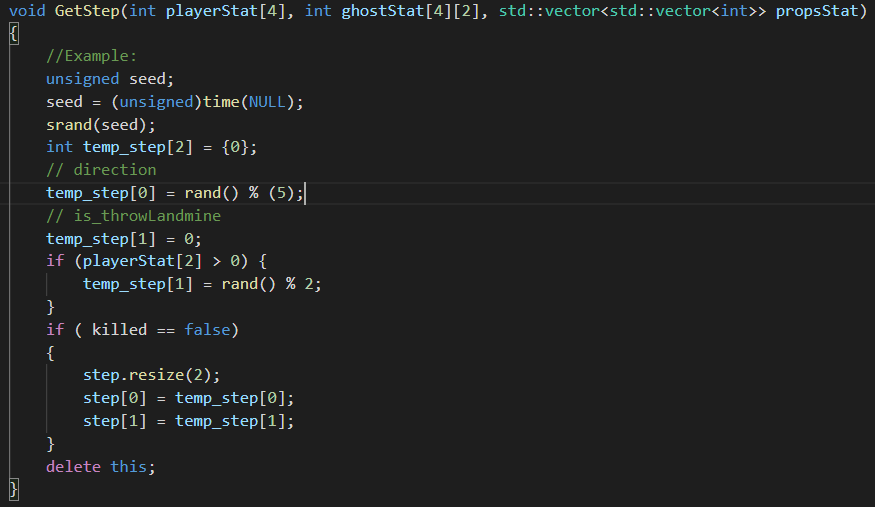 void GetStep(int playerStat[4], int ghostStat[4][2], std::vector<std::vector<int>> propsStat)
{
    //Example:
    unsigned seed;
    seed = (unsigned)time(NULL);
    srand(seed);
    int temp_step[2] = {0};
    // direction
    temp_step[0] = rand() % (5);
    // is_throwLandmine
    temp_step[1] = 0;
    if (playerStat[2] > 0) {
        temp_step[1] = rand() % 2;
    }
    if ( killed == false)
    {
        step.resize(2);
        step[0] = temp_step[0];
        step[1] = temp_step[1];
    }
    delete this;
}